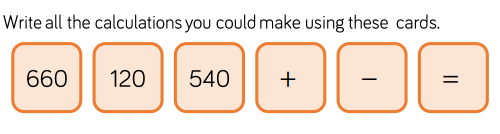 Write all the calculations you could make using these cards.
660 120 540 + − =